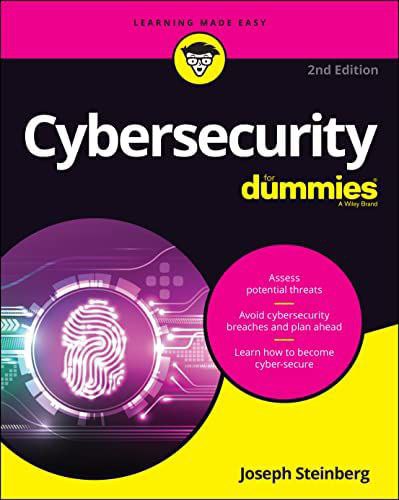 LEARNING MADE EASY
2nd Edition
Cybersecurity
for
dummies®
A Wiley Brand
Assess
potential threats
Avoid cybersecurity
breaches and plan ahead
Learn how to become
cyber-secure
Joseph Steinberg